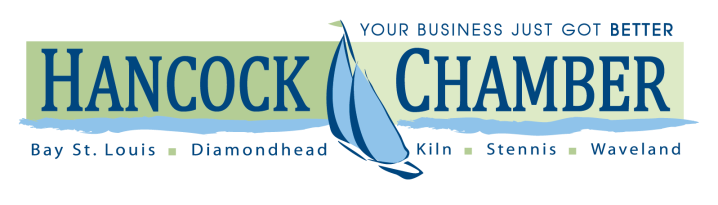 YOUR BUSINESS JUST GOT BETTER
HANCOCK CHAMBER
Bay St. Louis ■ Diamondhead Kiln ■ Stennis ■ Waveland